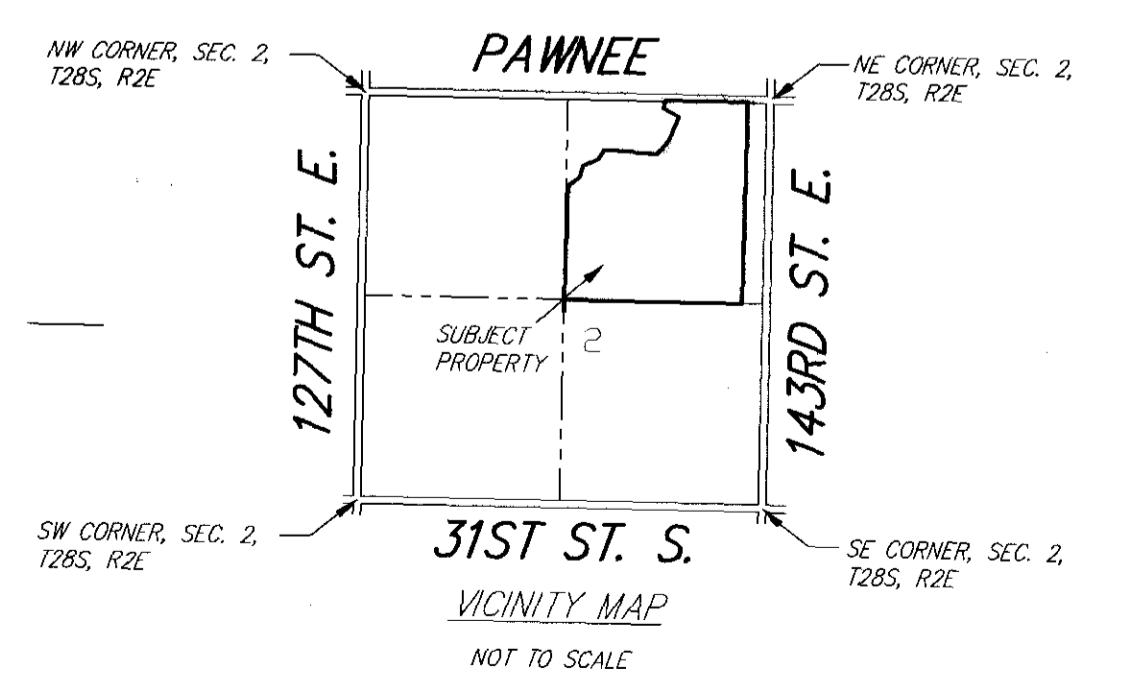 PAWNEE
NW CORNER, SEC. 2,
T28S, R2E
NE CORNER, SEC. 2,
T28S, R2E
127TH ST. E.
143RD ST. E.
SUBJECT
PROPERTY
2
SW CORNER, SEC. 2,
T28S, R2E
31ST ST. S.
SE CORNER, SEC. 2,
T28S, R2E
VICINITY MAP
NOT TO SCALE